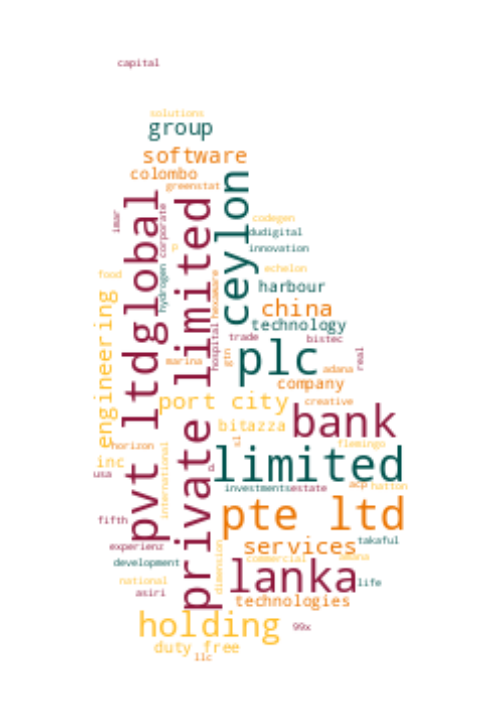 capital
solutions
group
software
colombo
greenstat
ceylon
pvt ltdglobal
private limited
imar
corporate
p
codegen
dudigital
innovation
food
hydrogen
hexaware
echelon
harbour
china
technology
engineering
hospital
trade
bistec
plc
gtn
real
marina
adana
company
port city
creative
bank
bitazza
sl
flemingo
horizon
inc
usa
international
limited
investments
estate
acp
hatton
fifth
pte ltd
experienz
services
takaful
development
dimension
commercial
lanka
life
national
asiri
technologies
holding
99x
duty free
llc